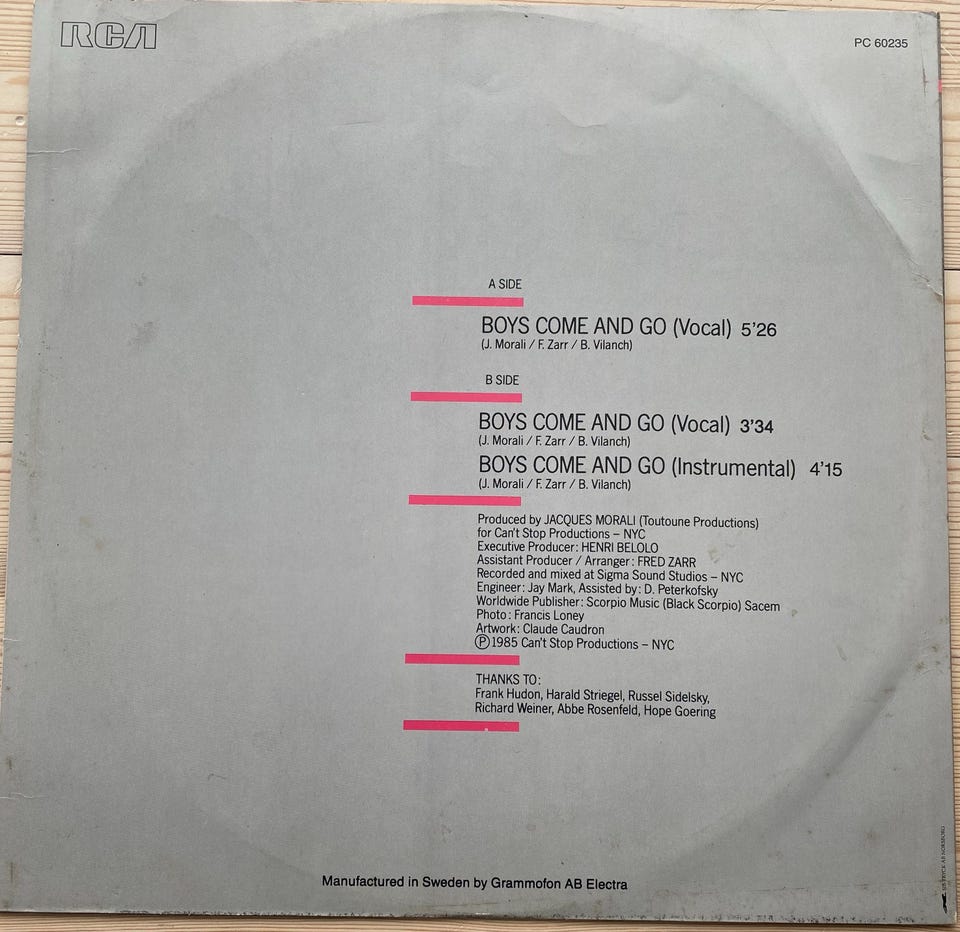 RCA
PC 60235
A SIDE
BOYS COME AND GO (Vocal) 5'26
(J. Morali / F. Zarr / B. Vilanch)
B SIDE
BOYS COME AND GO (Vocal) 3'34
(J. Morali / F. Zarr / B. Vilanch)
BOYS COME AND GO (Instrumental) 4'15
(J. Morali / F. Zarr / B. Vilanch)
Produced by JACQUES MORALI (Toutoune Productions)
for Can't Stop Productions – NYC
Executive Producer: HENRI BELOLO
Assistant Producer / Arranger: FRED ZARR
Recorded and mixed at Sigma Sound Studios – NYC
Engineer: Jay Mark, Assisted by: D. Peterkofsky
Worldwide Publisher: Scorpio Music (Black Scorpio) Sacem
Photo: Francis Loney
Artwork: Claude Caudron
Ⓟ 1985 Can't Stop Productions – NYC
THANKS TO:
Frank Hudon, Harald Striegel, Russel Sidelsky,
Richard Weiner, Abbe Rosenfeld, Hope Goering
Manufactured in Sweden by Grammofon AB Electra